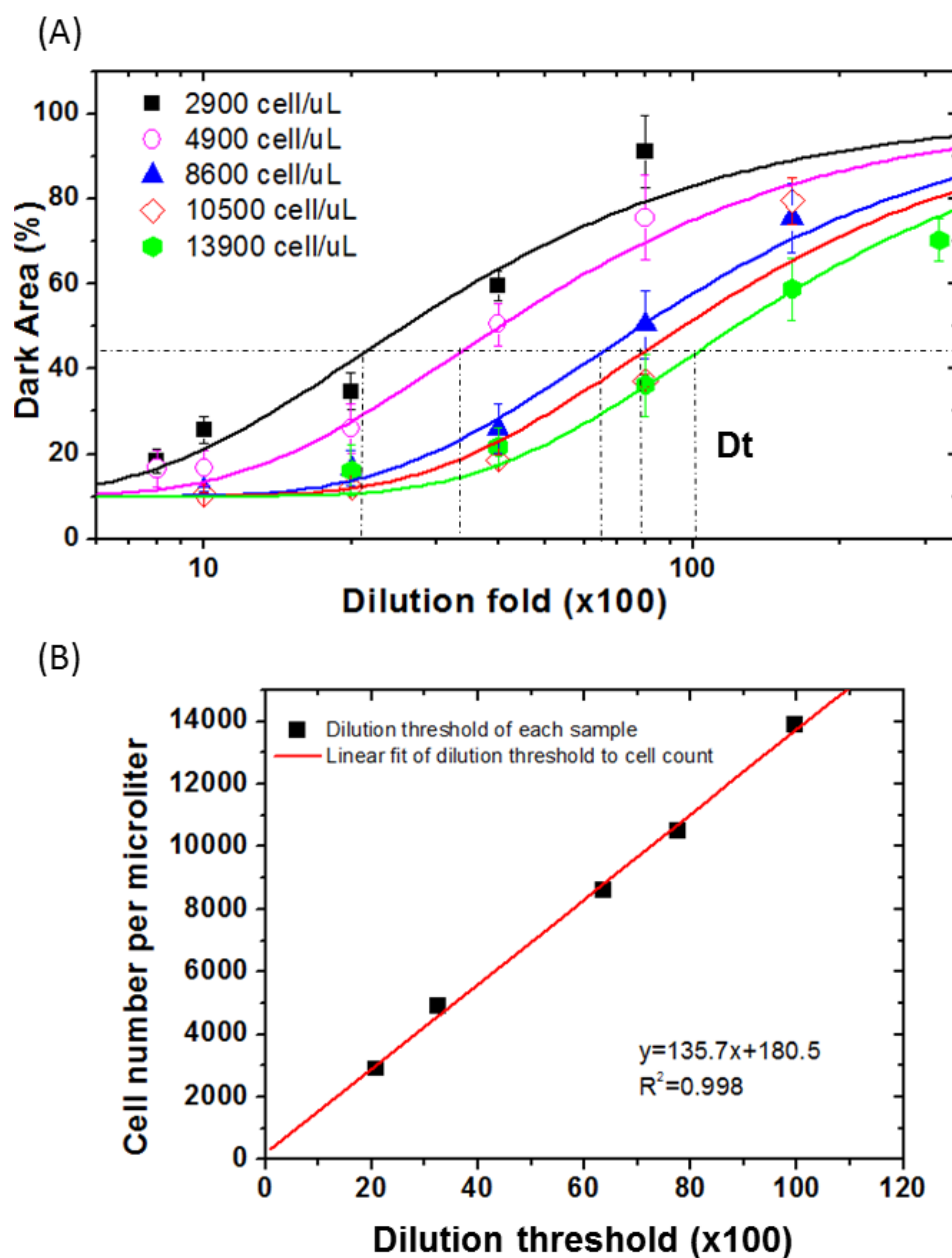 (A)
2900 cell/uL
4900 cell/uL
8600 cell/uL
10500 cell/uL
13900 cell/uL
100
80
60
40
20
0
Dark Area (%)
Dt
10
100
Dilution fold (x100)
(B)
14000
12000
10000
8000
6000
4000
2000
0
Cell number per microliter
Dilution threshold of each sample
Linear fit of dilution threshold to cell count
y=135.7x+180.5
R²=0.998
0 20 40 60 80 100 120
Dilution threshold (x100)